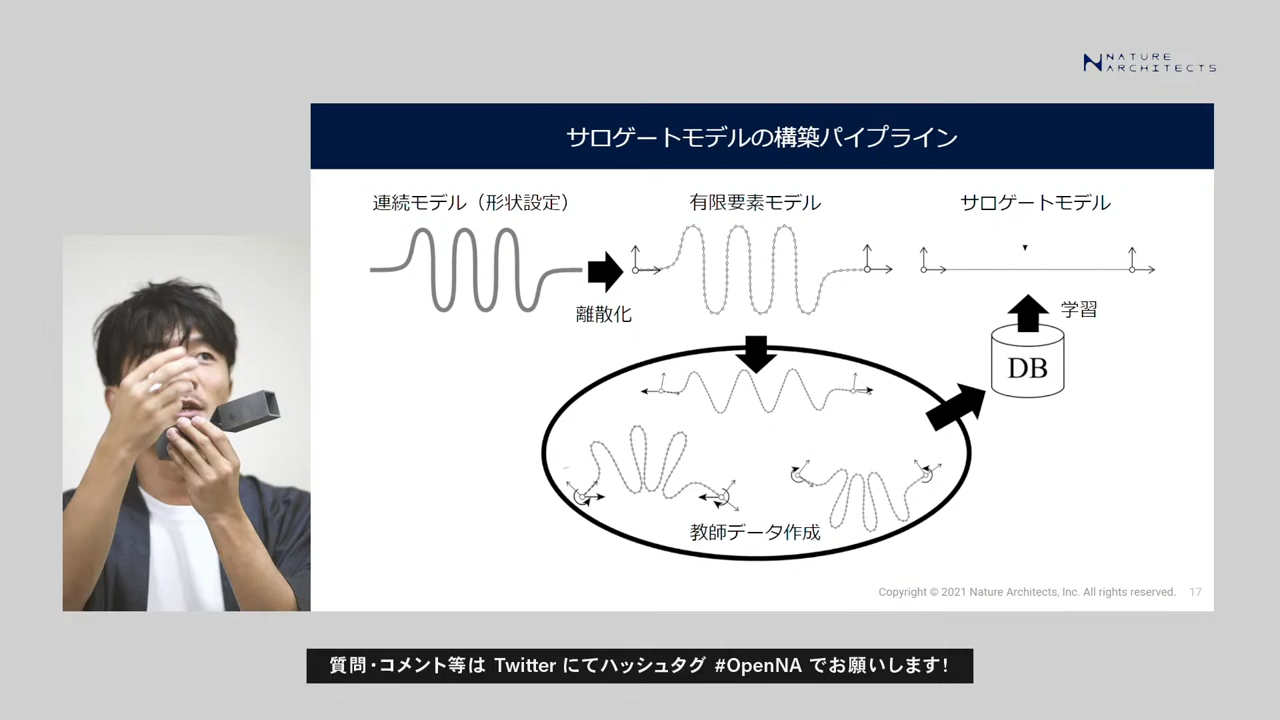 NATURE
ARCHITECTS
サロゲートモデルの構築パイプライン
連続モデル（形状設定）
有限要素モデル
サロゲートモデル
離散化
学習
DB
教師データ作成
Copyright © 2021 Nature Architects, Inc. All rights reserved. 17
質問・コメント等は Twitter にてハッシュタグ #OpenNA でお願いします！